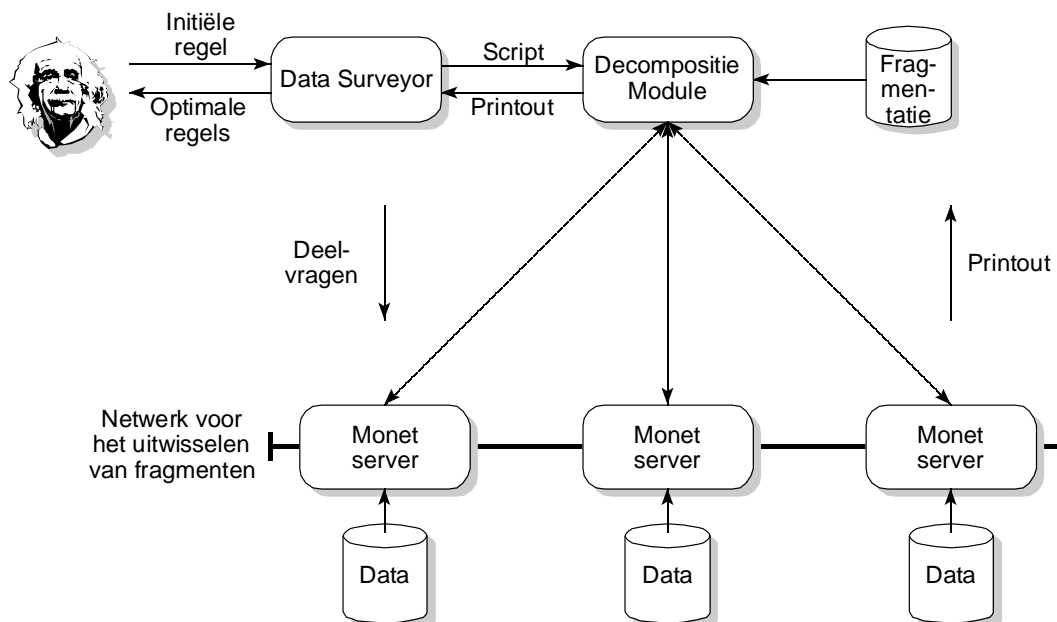 Initiële
regel
Optimale
regels
Data Surveyor
Script
Printout
Decompositie
Module
Frag-
men-
tatie
Deel-
vragen
Printout
Netwerk voor
het uitwisselen
van fragmenten
Monet
server
Monet
server
Monet
server
Data
Data
Data